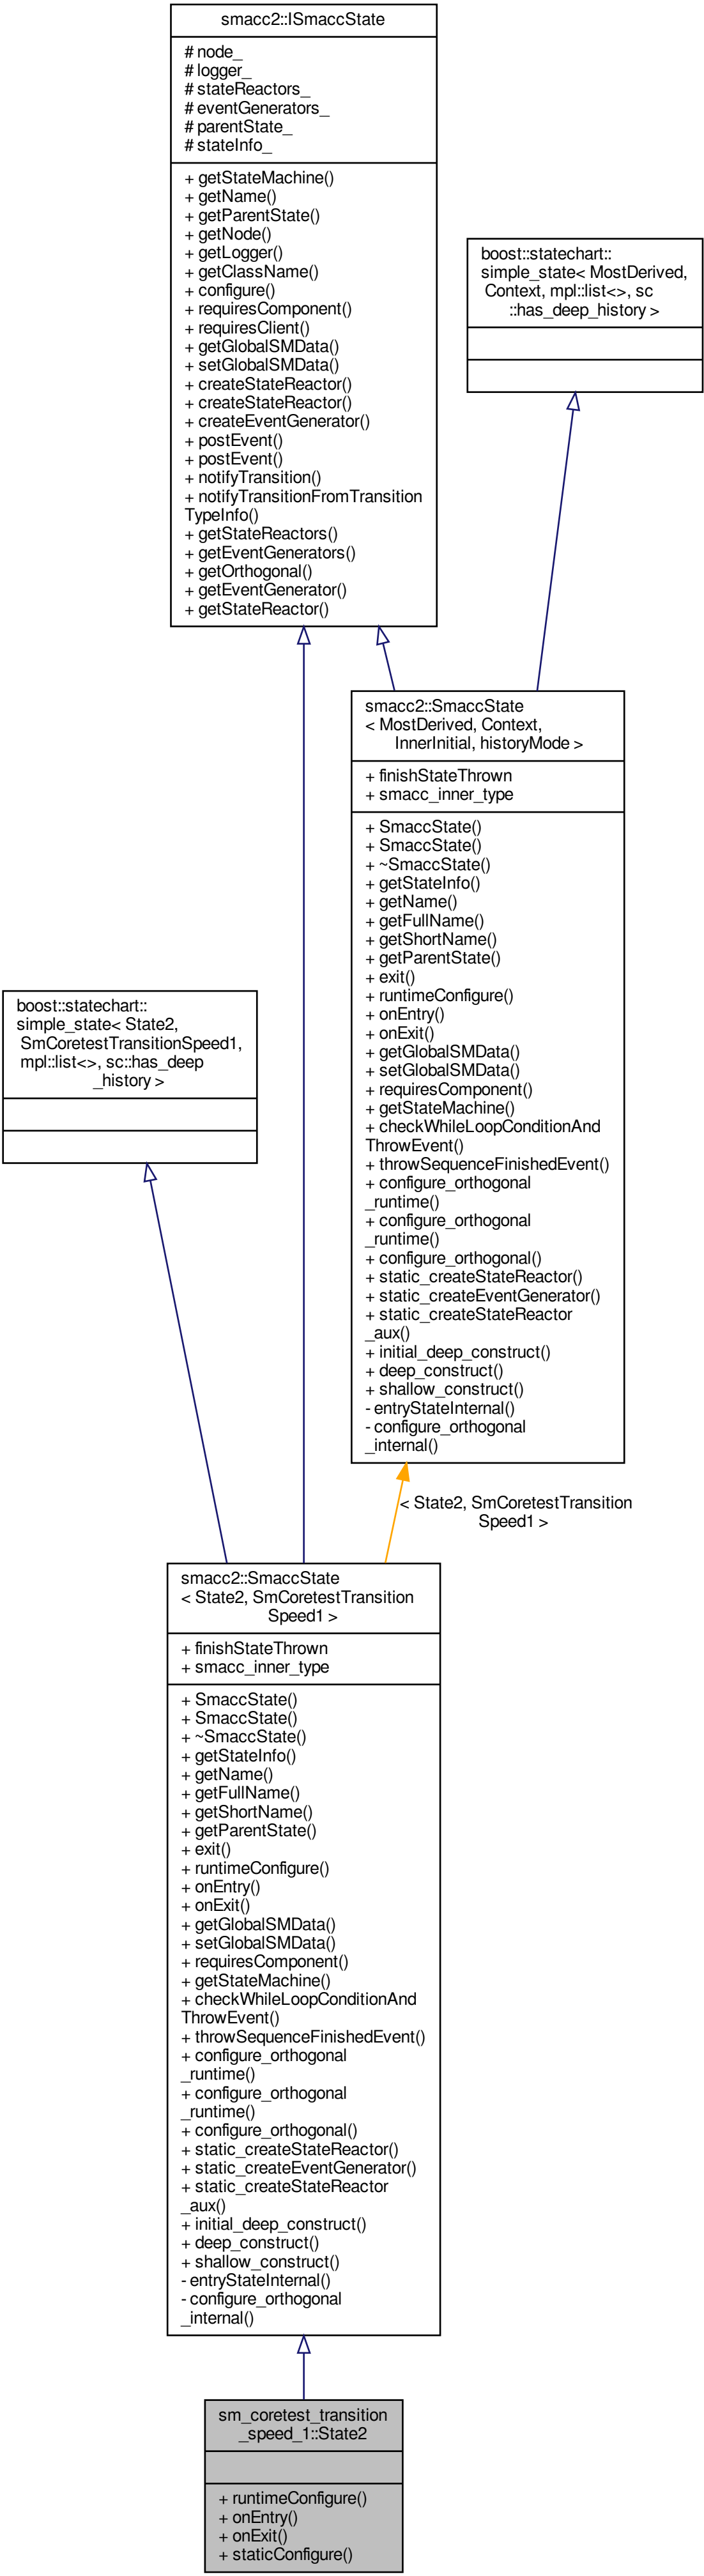 smacc2::ISmaccState
# node_
# logger_
# stateReactors_
# eventGenerators_
# parentState_
# stateInfo_
+ getStateMachine()
+ getName()
+ getParentState()
+ getNode()
+ getLogger()
+ getClassName()
+ configure()
+ requiresComponent()
+ requiresClient()
+ getGlobalSMData()
+ setGlobalSMData()
+ createStateReactor()
+ createStateReactor()
+ createEventGenerator()
+ postEvent()
+ postEvent()
+ notifyTransition()
+ notifyTransitionFromTransition
TypeInfo()
+ getStateReactors()
+ getEventGenerators()
+ getOrthogonal()
+ getEventGenerator()
+ getStateReactor()
boost::statechart::
simple_state< MostDerived,
Context, mpl::list<>, sc
::has_deep_history >
smacc2::SmaccState
< MostDerived, Context,
InnerInitial, historyMode >
+ finishStateThrown
+ smacc_inner_type
+ SmaccState()
+ SmaccState()
+ ~SmaccState()
+ getStateInfo()
+ getName()
+ getFullName()
+ getShortName()
+ getParentState()
+ exit()
+ runtimeConfigure()
+ onEntry()
+ onExit()
+ getGlobalSMData()
+ setGlobalSMData()
+ requiresComponent()
+ getStateMachine()
+ checkWhileLoopConditionAnd
ThrowEvent()
+ throwSequenceFinishedEvent()
+ configure_orthogonal
_runtime()
+ configure_orthogonal
_runtime()
+ configure_orthogonal()
+ static_createStateReactor()
+ static_createEventGenerator()
+ static_createStateReactor
_aux()
+ initial_deep_construct()
+ deep_construct()
+ shallow_construct()
- entryStateInternal()
- configure_orthogonal
_internal()
boost::statechart::
simple_state< State2,
SmCoretestTransitionSpeed1,
mpl::list<>, sc::has_deep
_history >
< State2, SmCoretestTransition
Speed1 >
smacc2::SmaccState
< State2, SmCoretestTransition
Speed1 >
+ finishStateThrown
+ smacc_inner_type
+ SmaccState()
+ SmaccState()
+ ~SmaccState()
+ getStateInfo()
+ getName()
+ getFullName()
+ getShortName()
+ getParentState()
+ exit()
+ runtimeConfigure()
+ onEntry()
+ onExit()
+ getGlobalSMData()
+ setGlobalSMData()
+ requiresComponent()
+ getStateMachine()
+ checkWhileLoopConditionAnd
ThrowEvent()
+ throwSequenceFinishedEvent()
+ configure_orthogonal
_runtime()
+ configure_orthogonal
_runtime()
+ configure_orthogonal()
+ static_createStateReactor()
+ static_createEventGenerator()
+ static_createStateReactor
_aux()
+ initial_deep_construct()
+ deep_construct()
+ shallow_construct()
- entryStateInternal()
- configure_orthogonal
_internal()
sm_coretest_transition
_speed_1::State2
+ runtimeConfigure()
+ onEntry()
+ onExit()
+ staticConfigure()